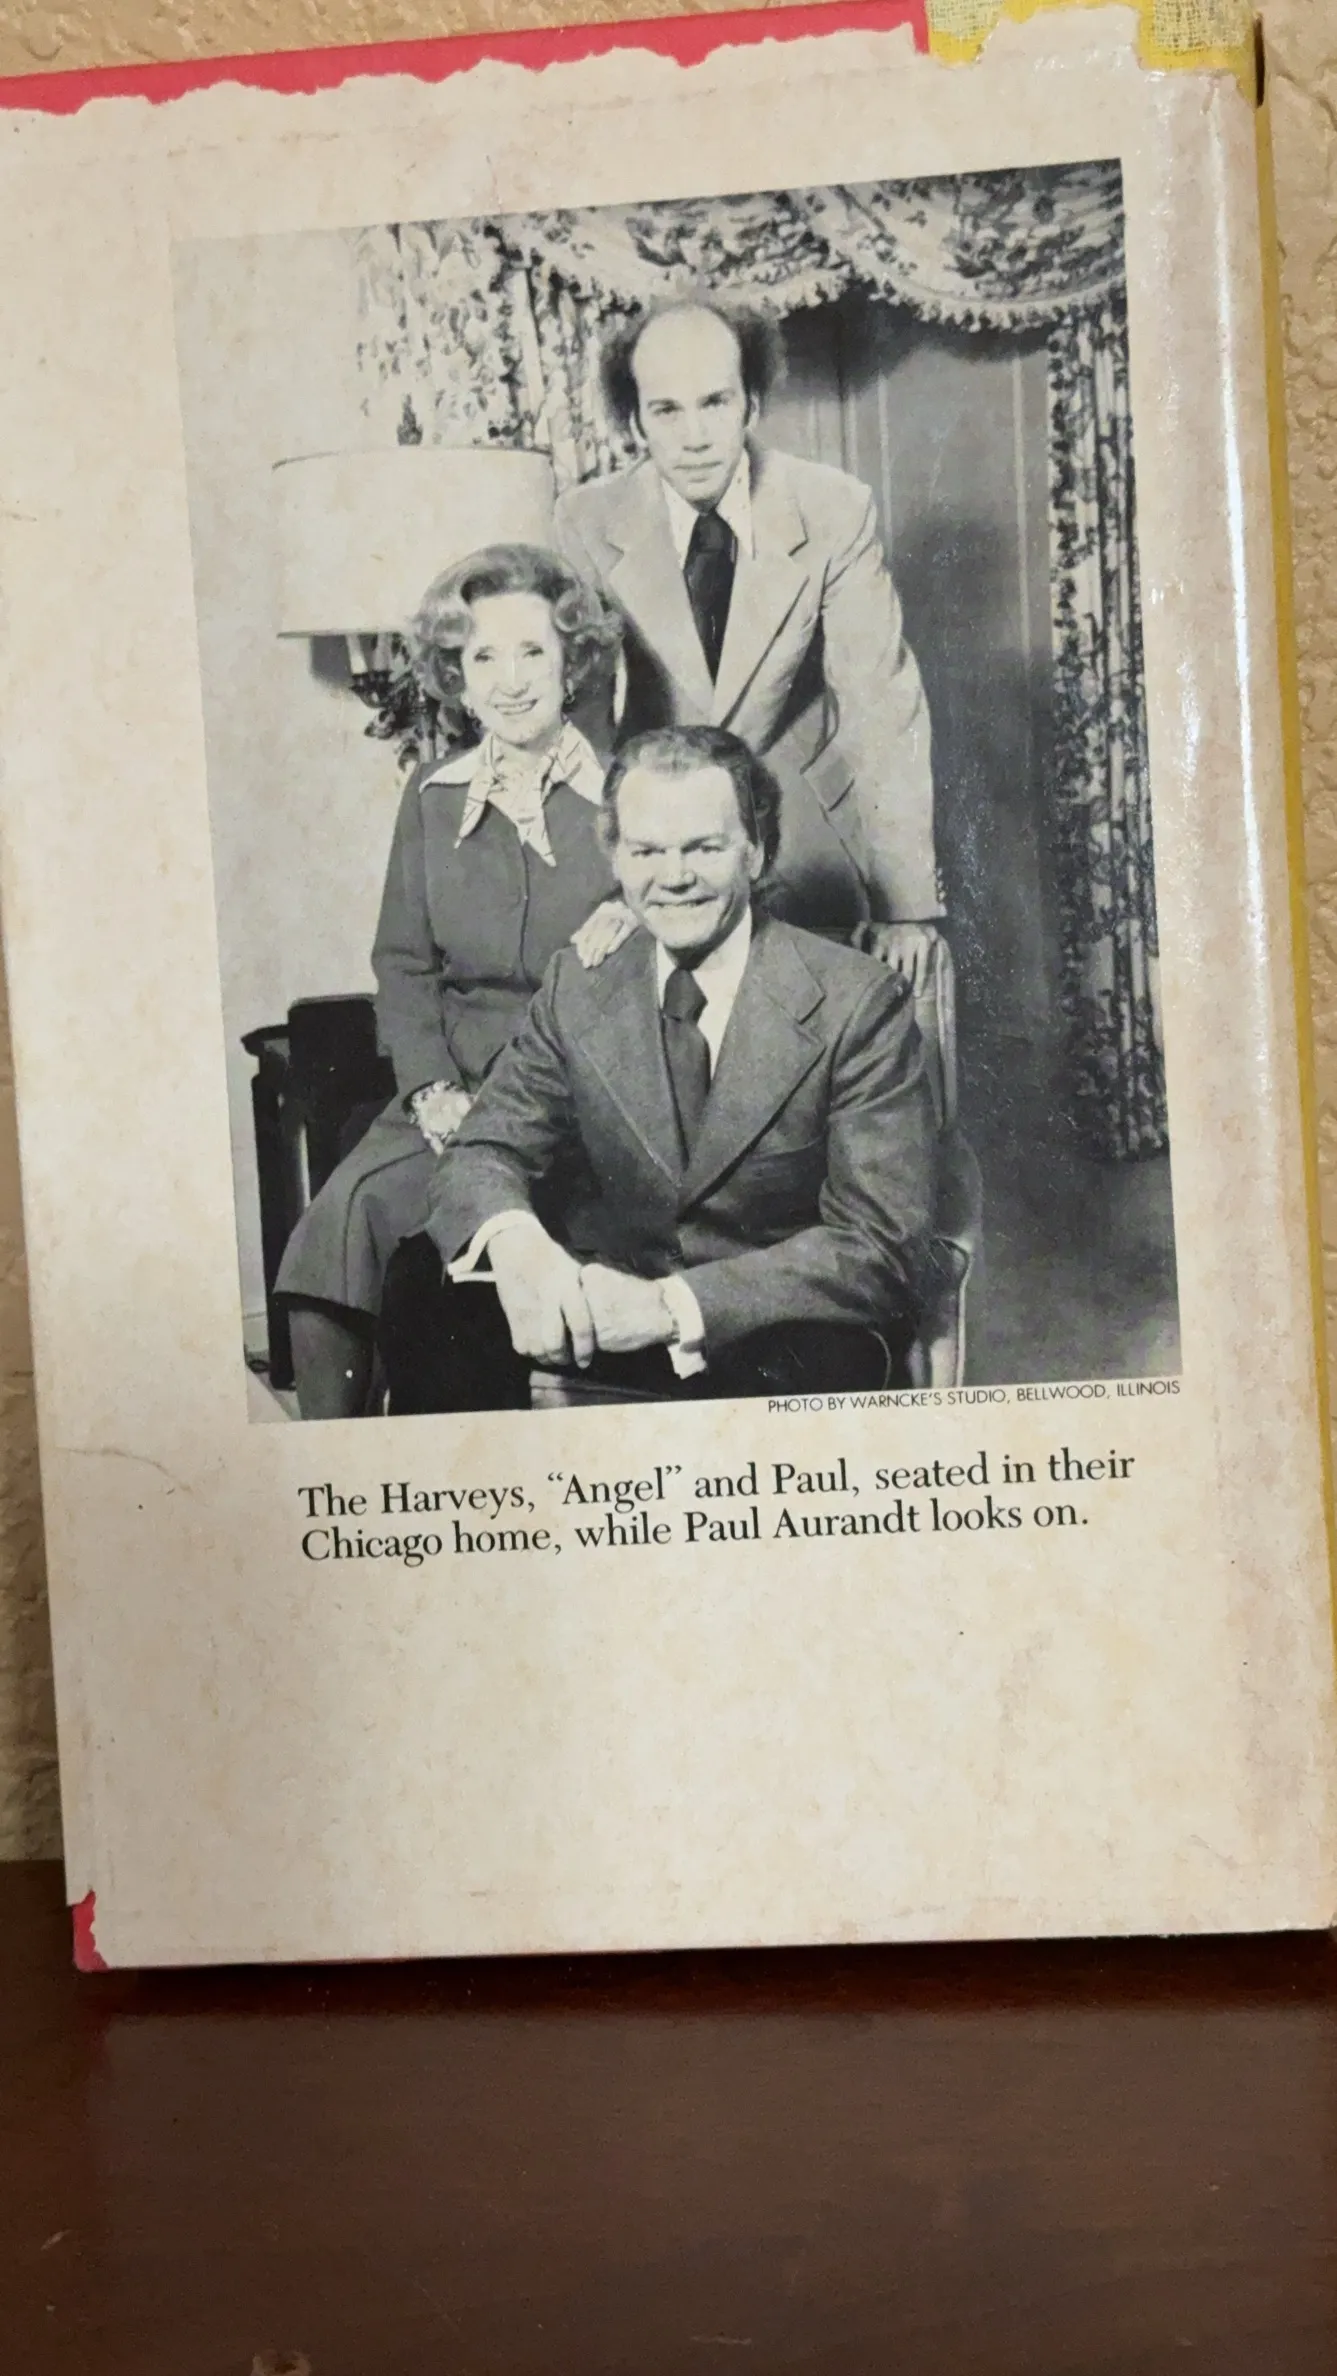 PHOTO BY WARNCKE'S STUDIO, BELLWOOD, ILLINOIS
The Harveys, “Angel” and Paul, seated in their
Chicago home, while Paul Aurandt looks on.